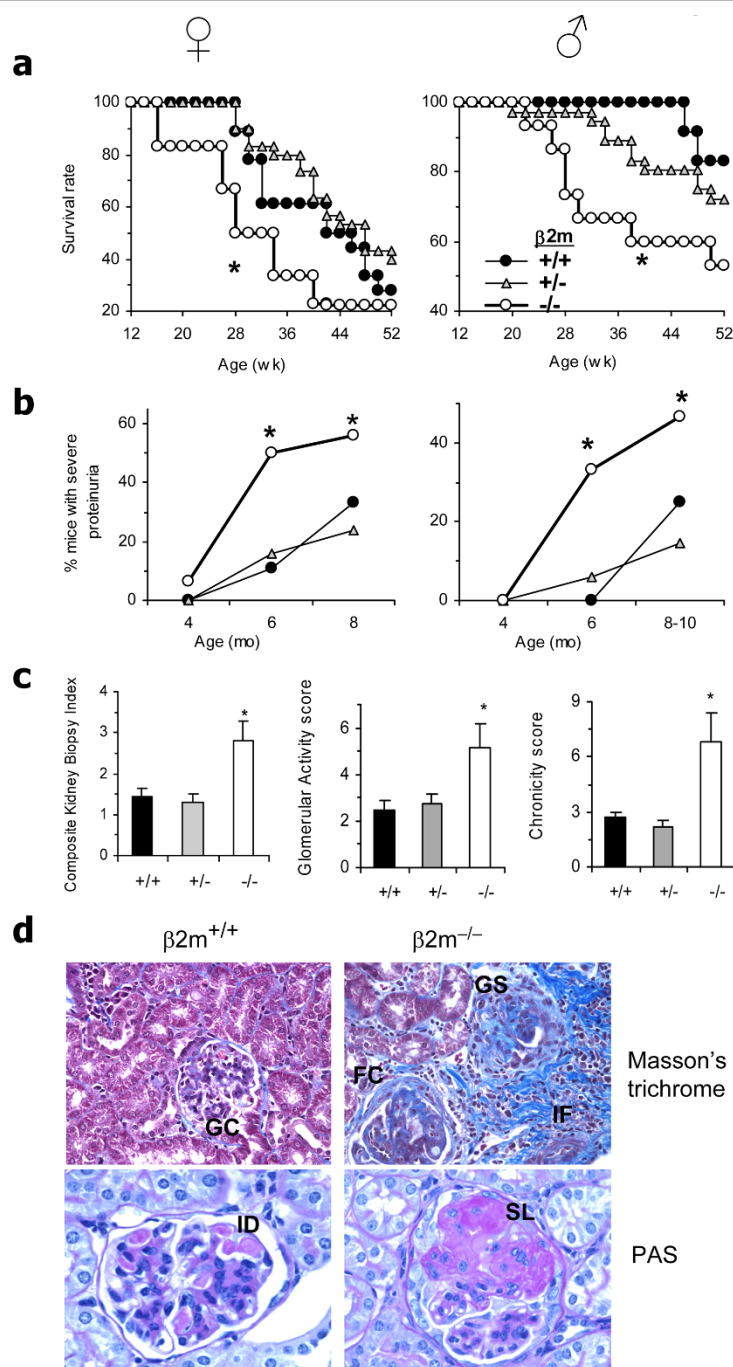 ♀ ♂
a
100
80
60
40
20
12 20 28 36 44 52
Survival rate
Age (wk)
*
100
80
60
40
12 20 28 36 44 52
Age (wk)
β2m
+/+
+/-
-/-
*
b
60
40
20
0
4 6 8
% mice with severe
proteinuria
Age (mo)
* *
40
20
0
4 6 8-10
Age (mo)
* *
c
Composite Kidney Biopsy Index
4
3
2
1
0
+/+ +/- -/-
*
Glomerular Activity score
6
4
2
0
+/+ +/- -/-
*
Chronicity score
9
6
3
0
+/+ +/- -/-
*
d
β2m+/+ β2m–/–
GC
GS
FC
IF
Masson's
trichrome
ID
SL
PAS